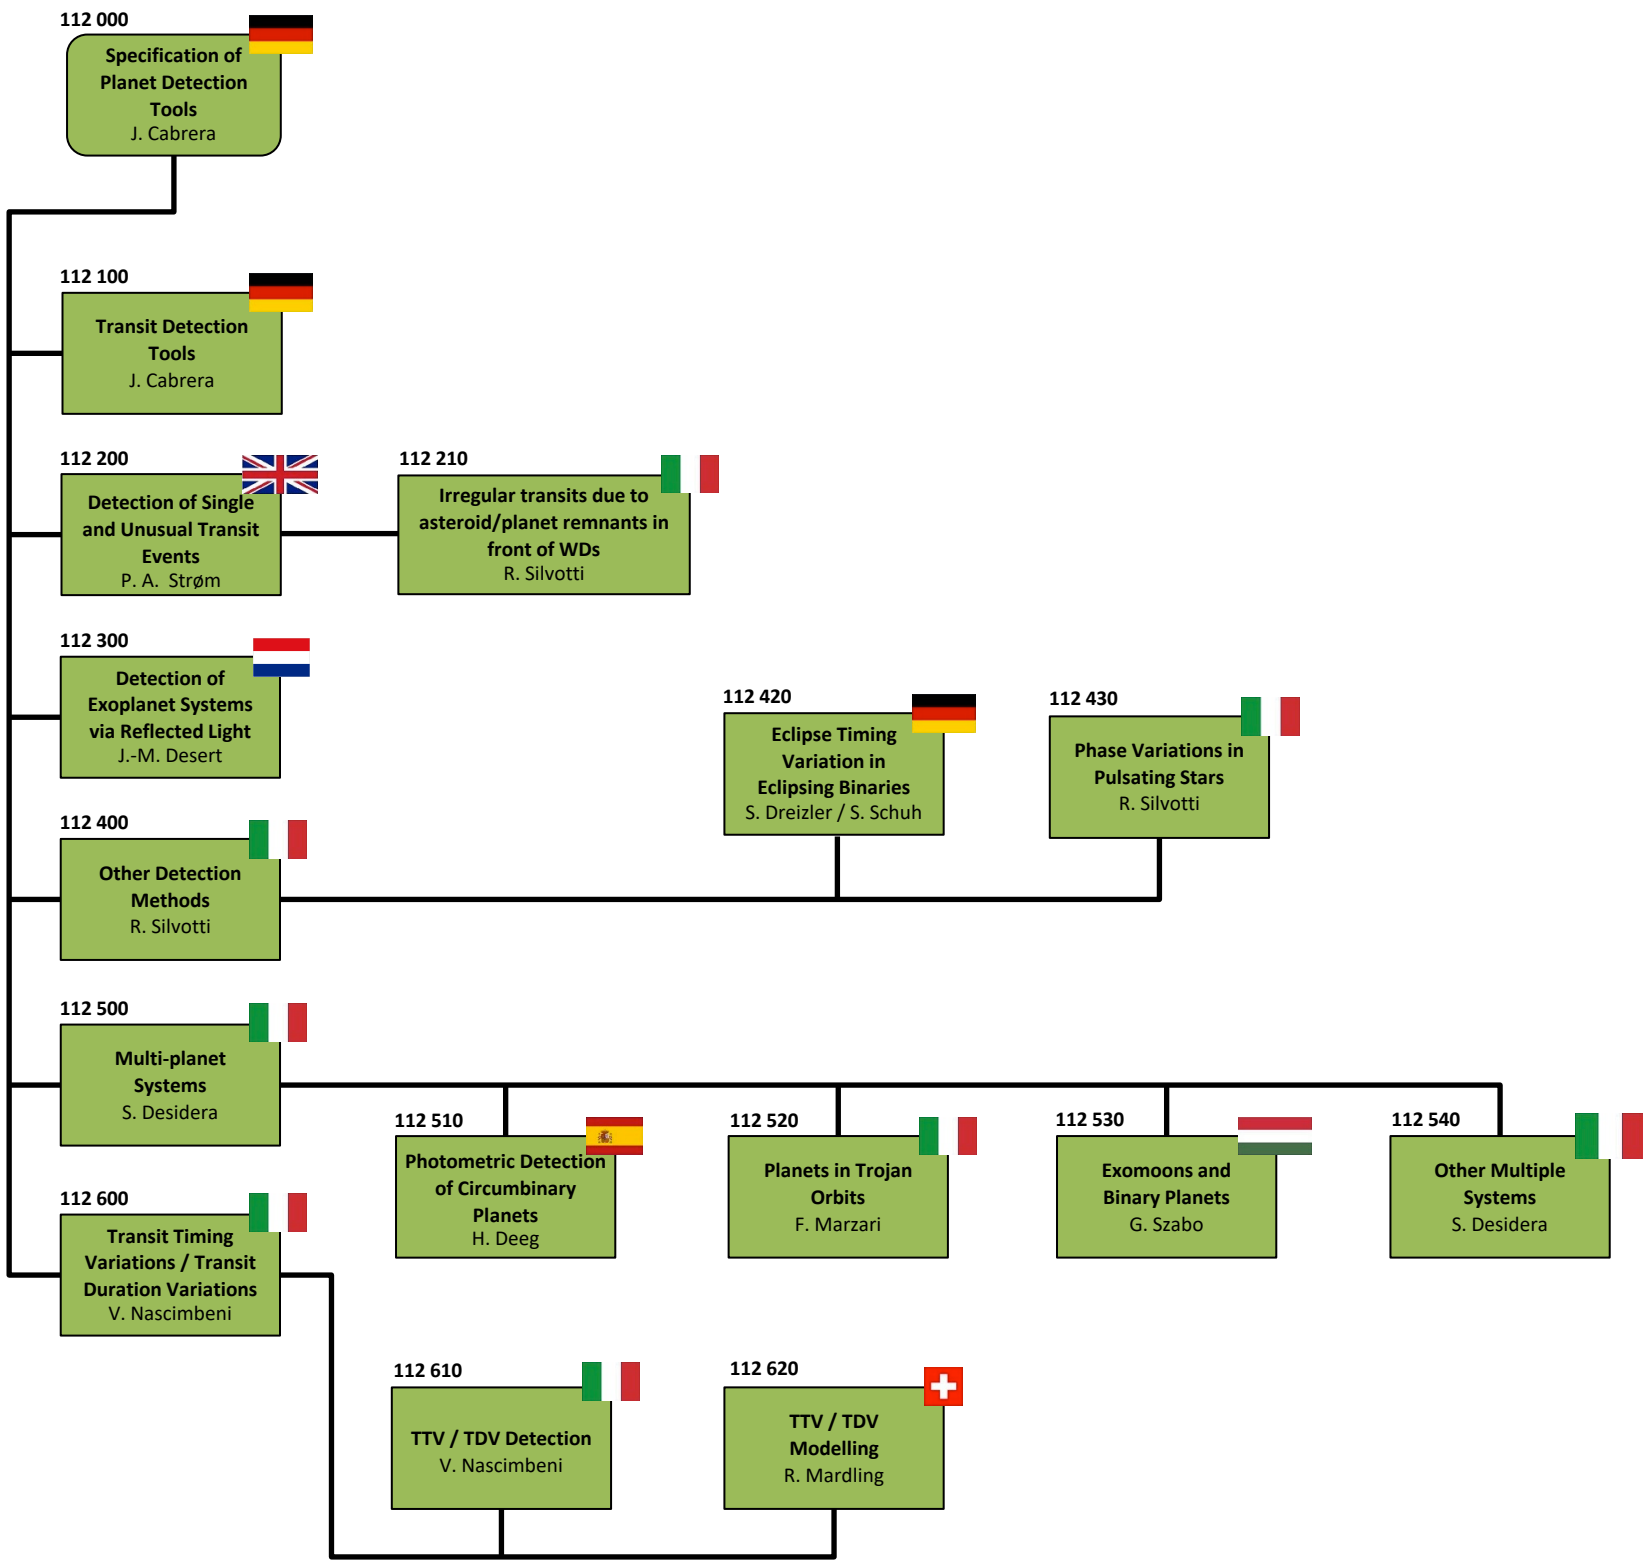 112 000
Specification of
Planet Detection
Tools
J. Cabrera
112 100
Transit Detection
Tools
J. Cabrera
112 200
Detection of Single
and Unusual Transit
Events
P. A. Strøm
112 210
Irregular transits due to
asteroid/planet remnants in
front of WDs
R. Silvotti
112 300
Detection of
Exoplanet Systems
via Reflected Light
J.-M. Desert
112 420
Eclipse Timing
Variation in
Eclipsing Binaries
S. Dreizler / S. Schuh
112 430
Phase Variations in
Pulsating Stars
R. Silvotti
112 400
Other Detection
Methods
R. Silvotti
112 500
Multi-planet
Systems
S. Desidera
112 510
Photometric Detection
of Circumbinary
Planets
H. Deeg
112 520
Planets in Trojan
Orbits
F. Marzari
112 530
Exomoons and
Binary Planets
G. Szabo
112 540
Other Multiple
Systems
S. Desidera
112 600
Transit Timing
Variations / Transit
Duration Variations
V. Nascimbeni
112 610
TTV / TDV Detection
V. Nascimbeni
112 620
TTV / TDV
Modelling
R. Mardling